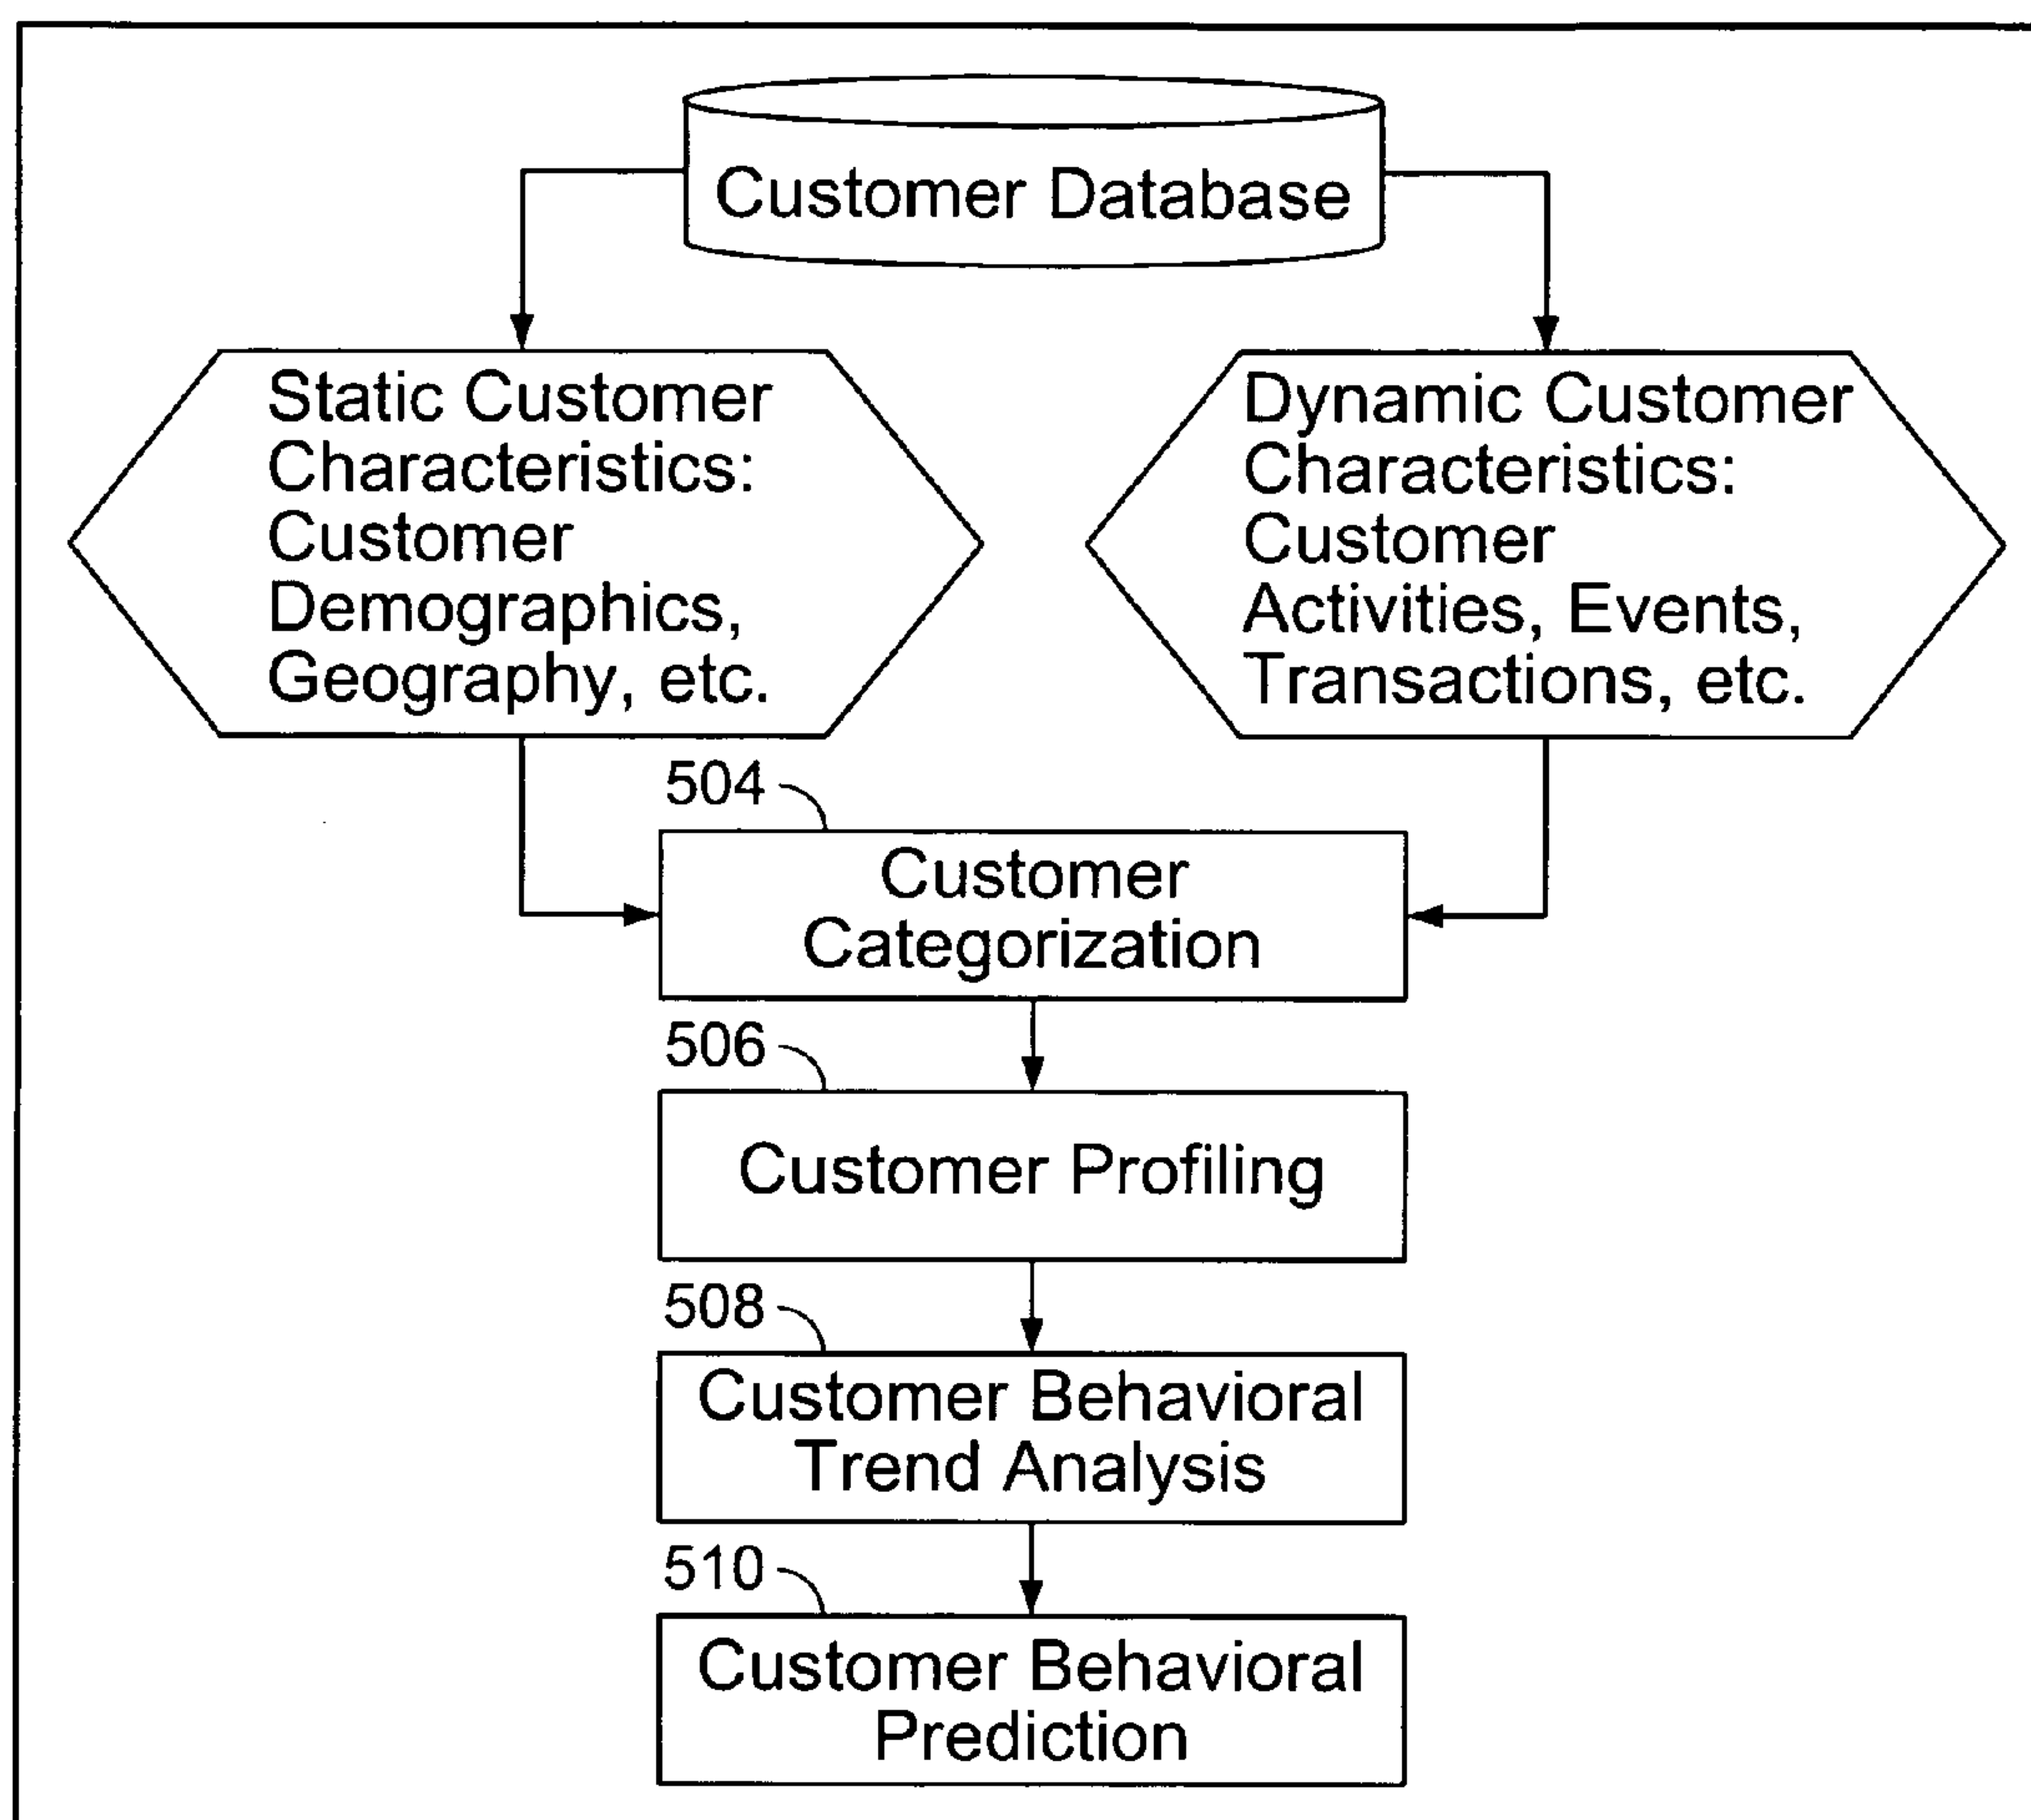 Customer Database
Static Customer
Characteristics:
Customer
Demographics,
Geography, etc.
Dynamic Customer
Characteristics:
Customer
Activities, Events,
Transactions, etc.
504
Customer
Categorization
506
Customer Profiling
508
Customer Behavioral
Trend Analysis
510
Customer Behavioral
Prediction